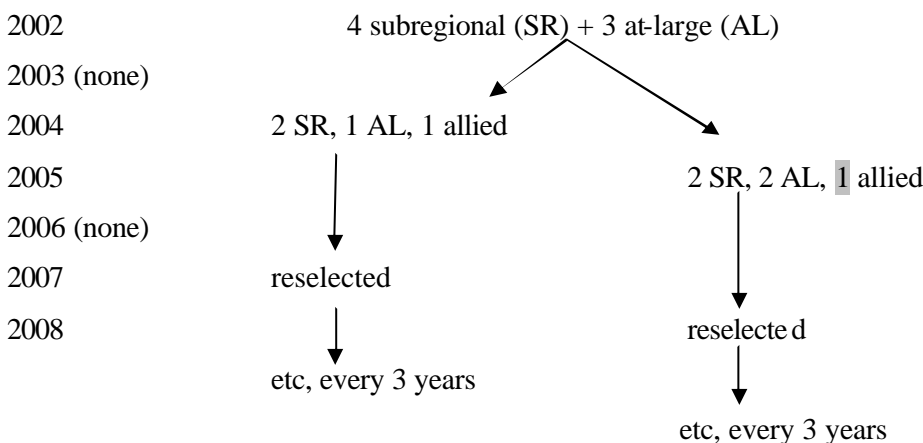 2002 4 subregional (SR) + 3 at-large (AL)
2003 (none)
2004 2 SR, 1 AL, 1 allied
2005 2 SR, 2 AL, 1 allied
2006 (none)
2007 reselected
2008 reselected
etc, every 3 years
etc, every 3 years